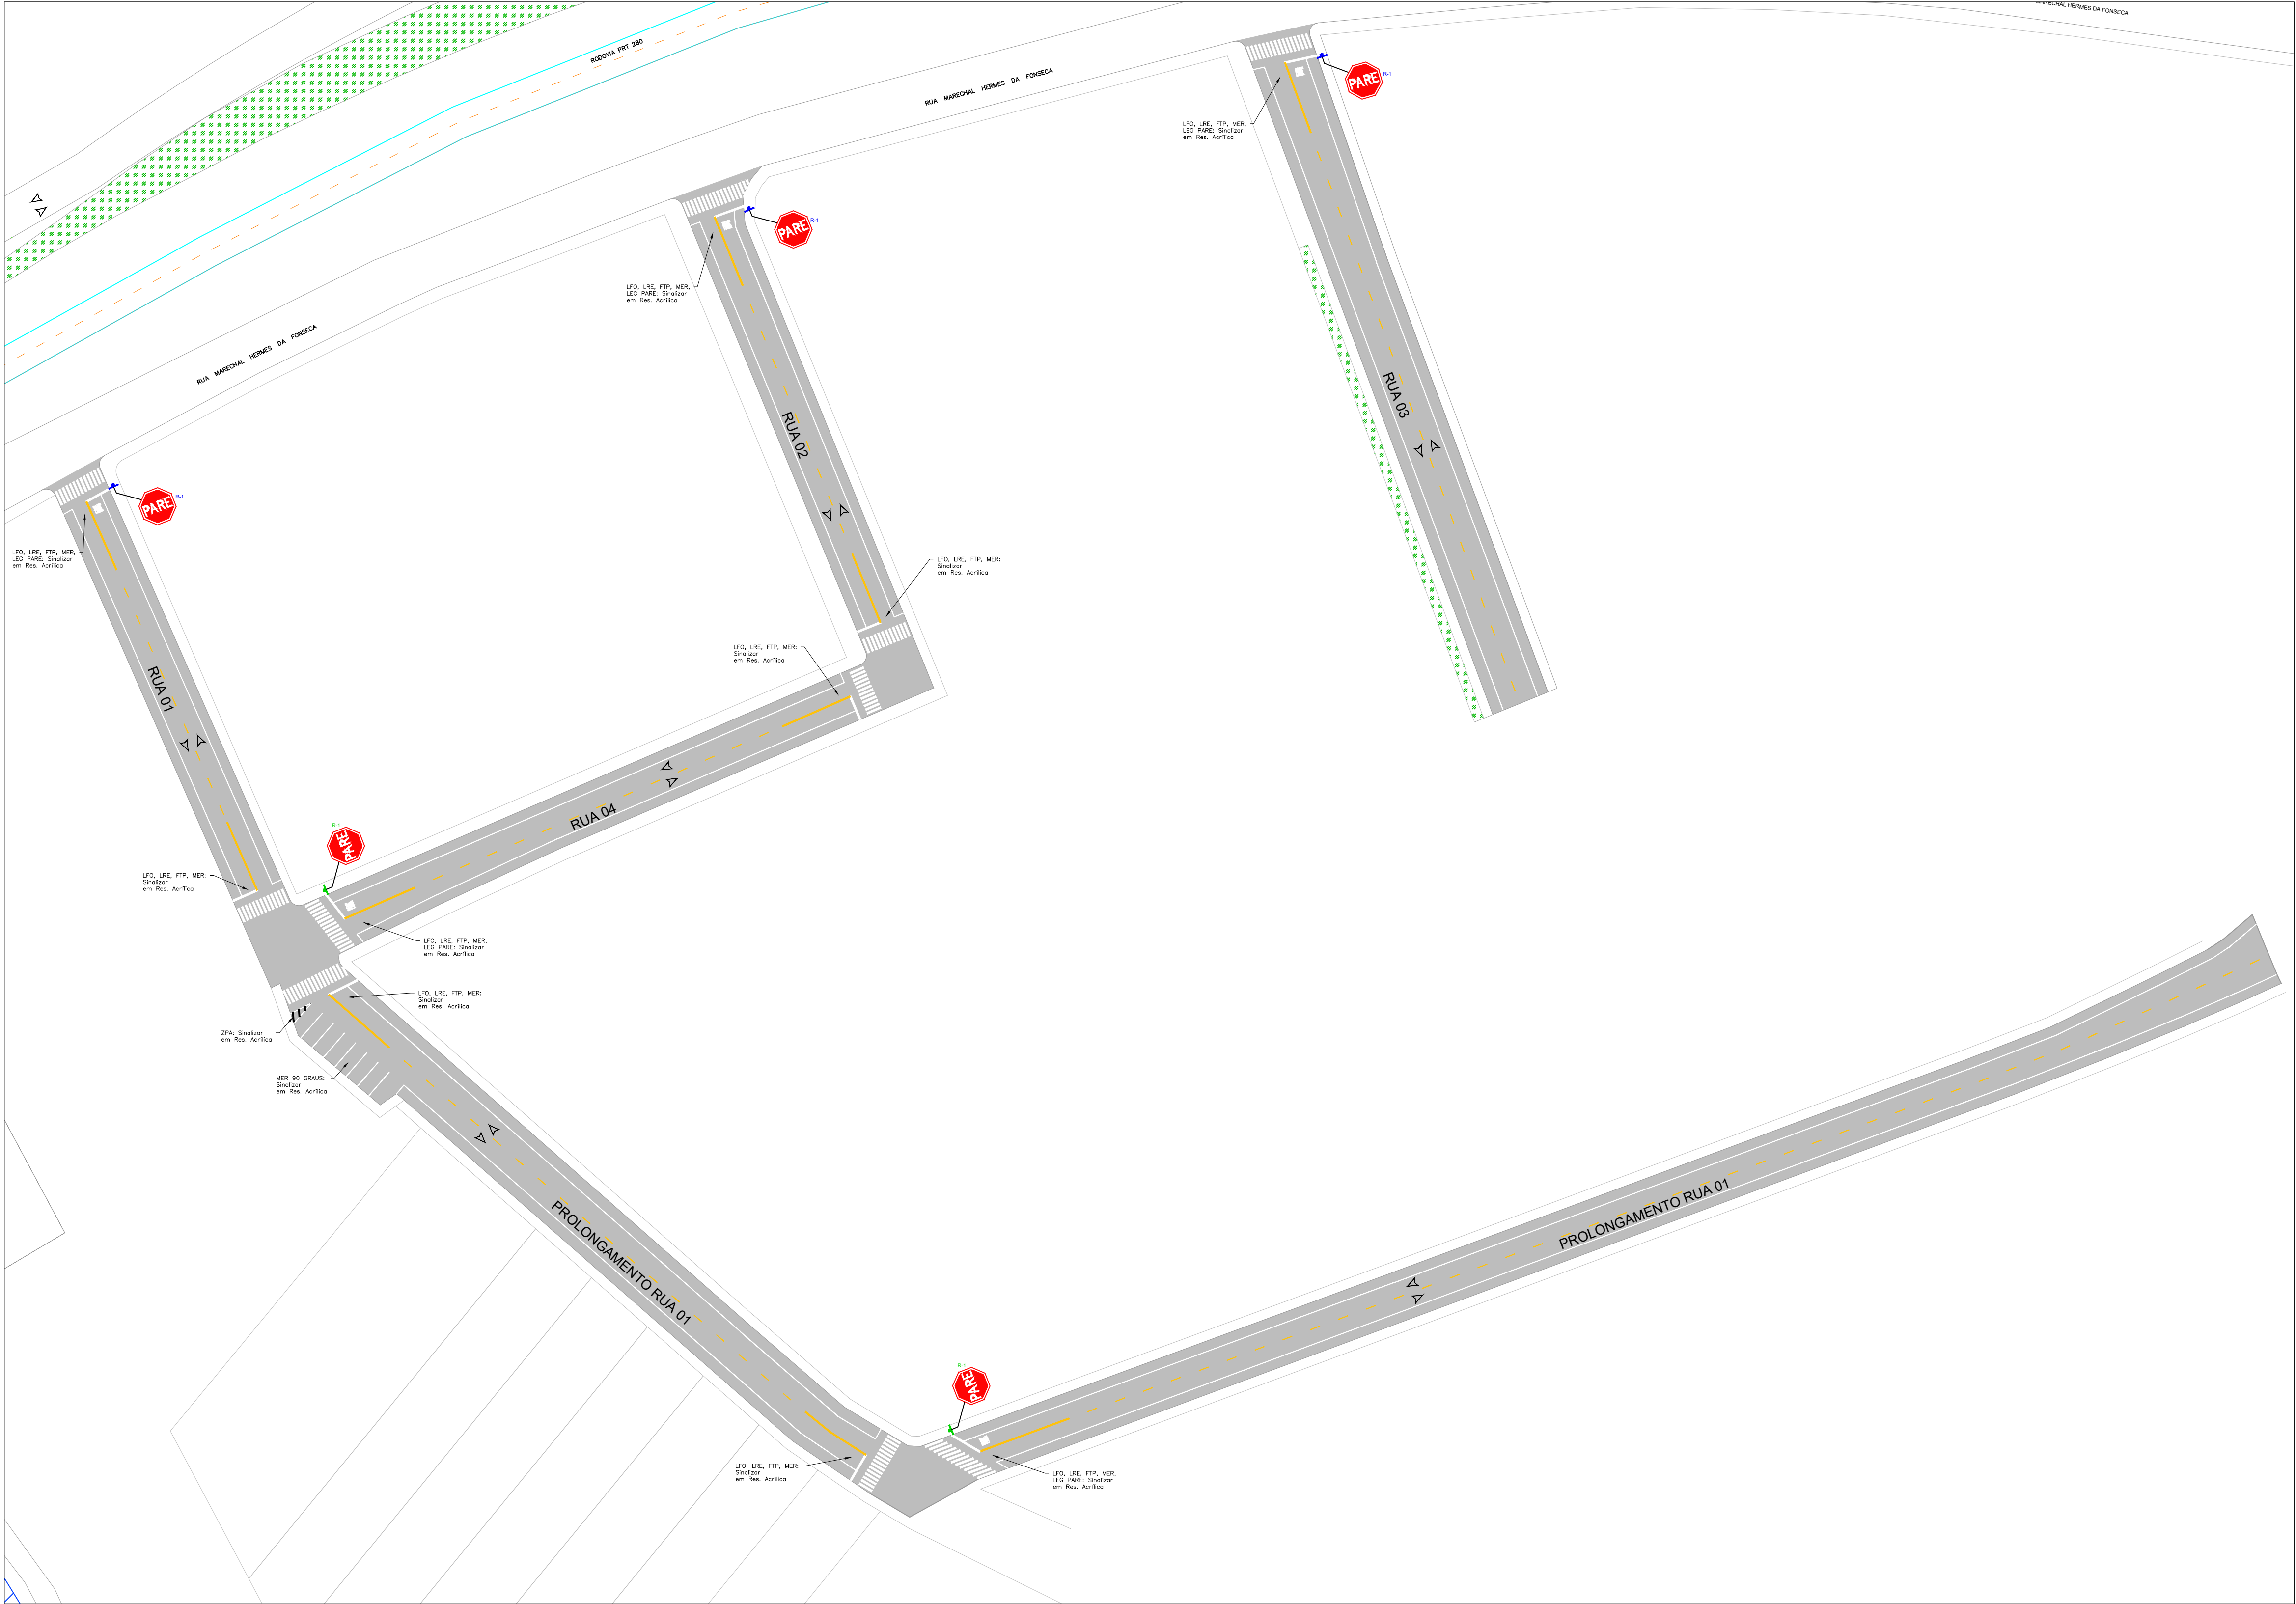 MARECHAL HERMES DA FONSECA
RODOVIA PRT 280
RUA MARECHAL HERMES DA FONSECA
PARE
R-1
LFO, LRE, FTP, MER,
LEG PARE: Sinalizar
em Res. Acrílica
PARE
R-1
LFO, LRE, FTP, MER,
LEG PARE: Sinalizar
em Res. Acrílica
RUA MARECHAL HERMES DA FONSECA
RUA 03
RUA 02
PARE
R-1
LFO, LRE, FTP, MER,
LEG PARE: Sinalizar
em Res. Acrílica
LFO, LRE, FTP, MER:
Sinalizar
em Res. Acrílica
LFO, LRE, FTP, MER:
Sinalizar
em Res. Acrílica
RUA 01
RUA 04
R-1
PARE
LFO, LRE, FTP, MER:
Sinalizar
em Res. Acrílica
LFO, LRE, FTP, MER,
LEG PARE: Sinalizar
em Res. Acrílica
LFO, LRE, FTP, MER:
Sinalizar
em Res. Acrílica
ZPA: Sinalizar
em Res. Acrílica
MER 90 GRAUS:
Sinalizar
em Res. Acrílica
PROLONGAMENTO RUA 01
PROLONGAMENTO RUA 01
R-1
PARE
LFO, LRE, FTP, MER:
Sinalizar
em Res. Acrílica
LFO, LRE, FTP, MER,
LEG PARE: Sinalizar
em Res. Acrílica